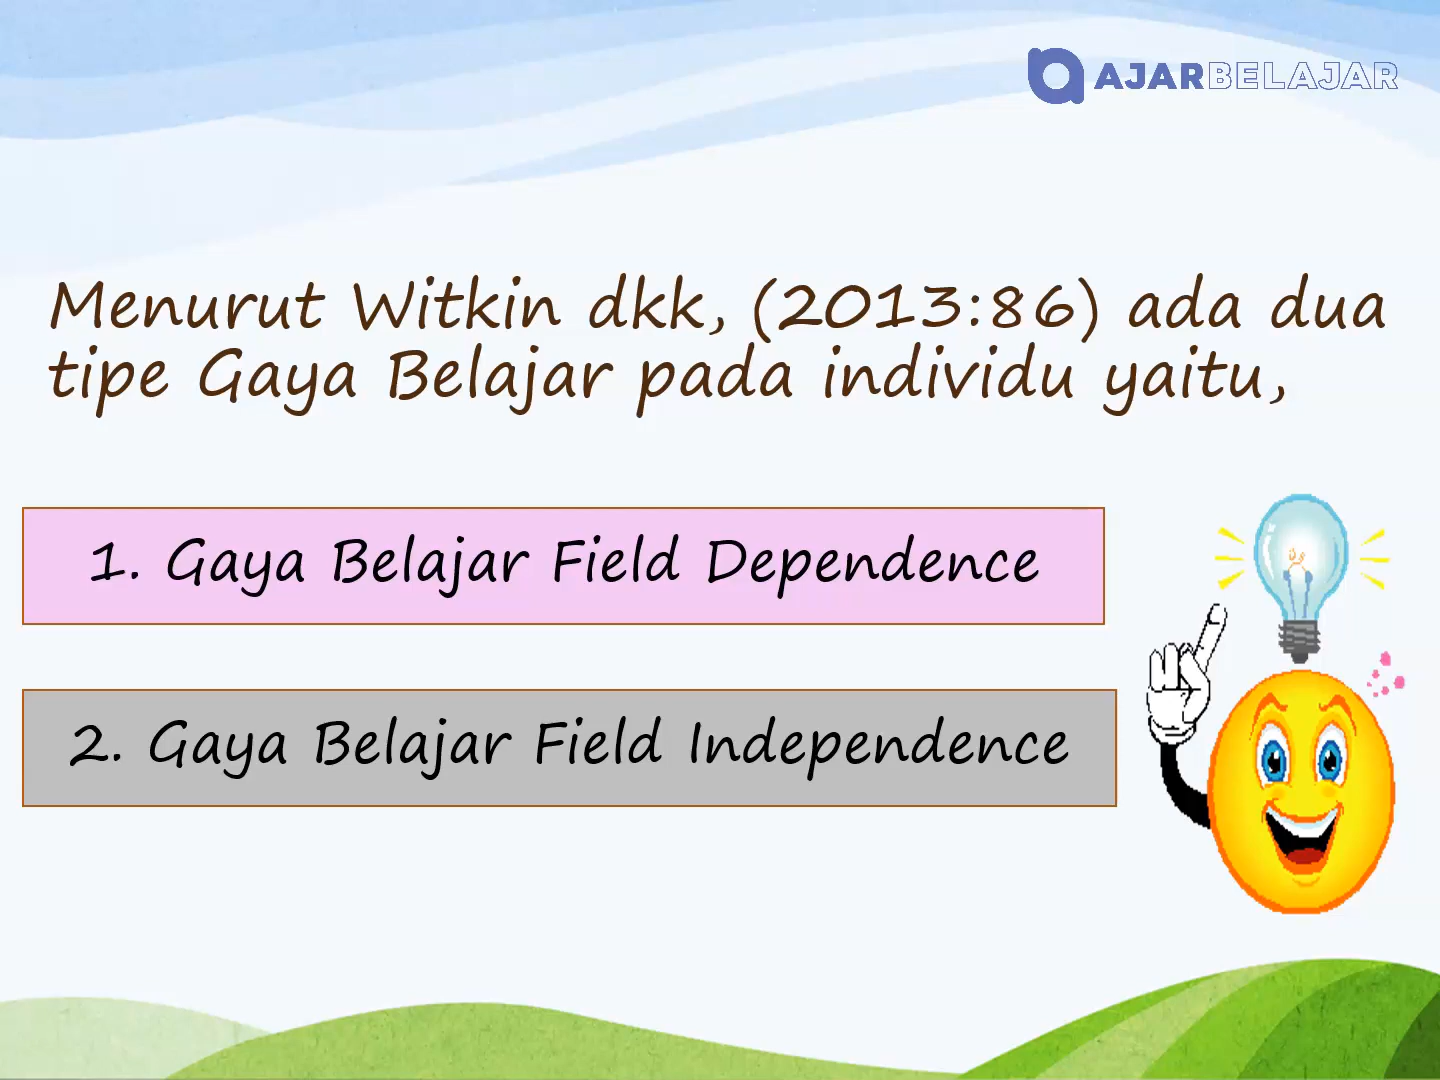 AJARBELAJAR
Menurut Witkin dkk, (2013:86) ada dua
tipe Gaya Belajar pada individu yaitu,
1. Gaya Belajar Field Dependence
2. Gaya Belajar Field Independence